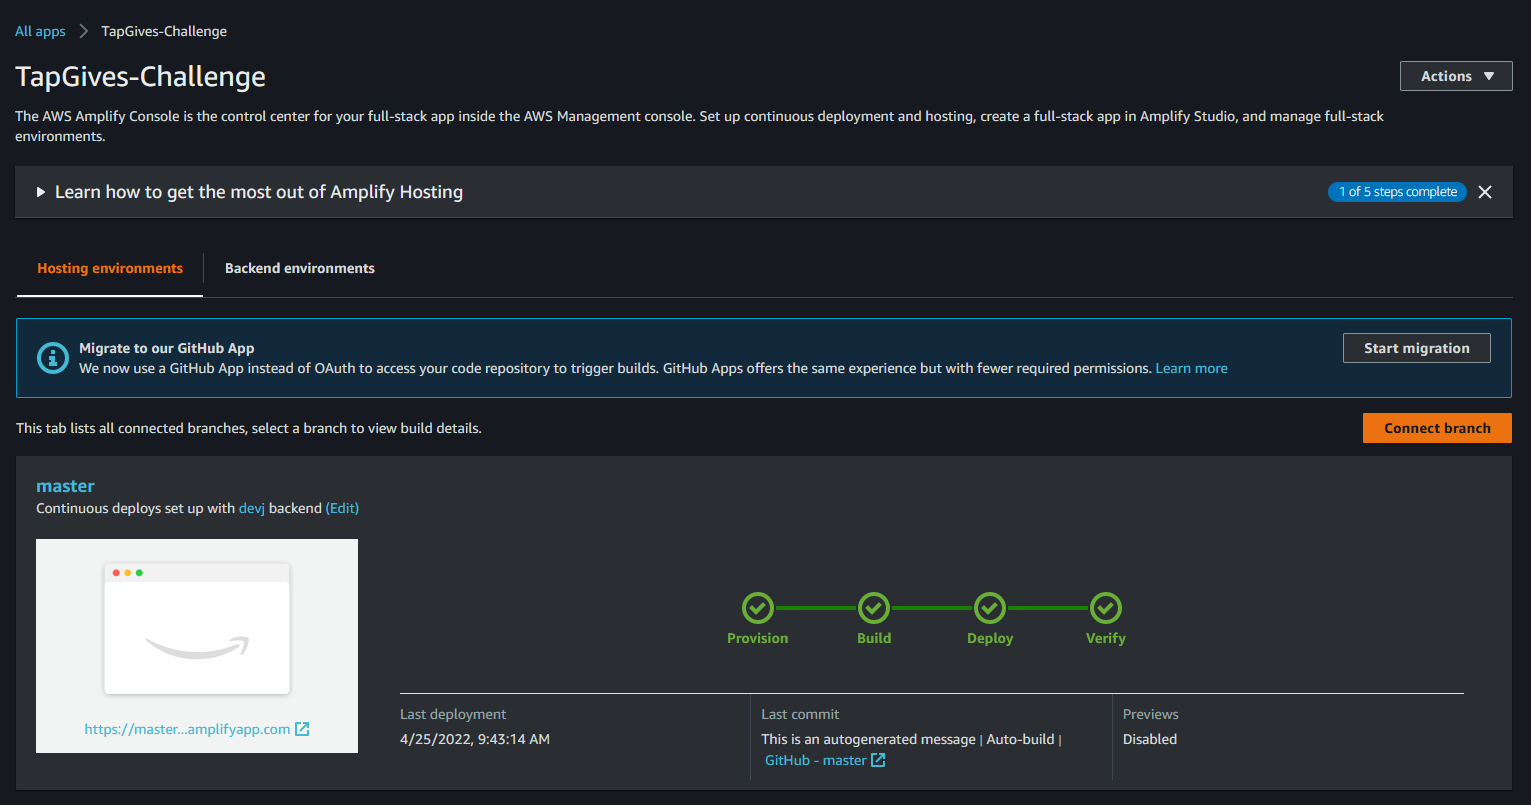 All apps > TapGives-Challenge
TapGives-Challenge
Actions
The AWS Amplify Console is the control center for your full-stack app inside the AWS Management console. Set up continuous deployment and hosting, create a full-stack app in Amplify Studio, and manage full-stack
environments.
Learn how to get the most out of Amplify Hosting
1 of 5 steps complete
Hosting environments
Backend environments
Migrate to our GitHub App
We now use a GitHub App instead of OAuth to access your code repository to trigger builds. GitHub Apps offers the same experience but with fewer required permissions. Learn more
Start migration
This tab lists all connected branches, select a branch to view build details.
Connect branch
master
Continuous deploys set up with devj backend (Edit)
https://master...amplifyapp.com
Provision
Build
Deploy
Verify
Last deployment
4/25/2022, 9:43:14 AM
Last commit
This is an autogenerated message | Auto-build |
GitHub - master
Previews
Disabled